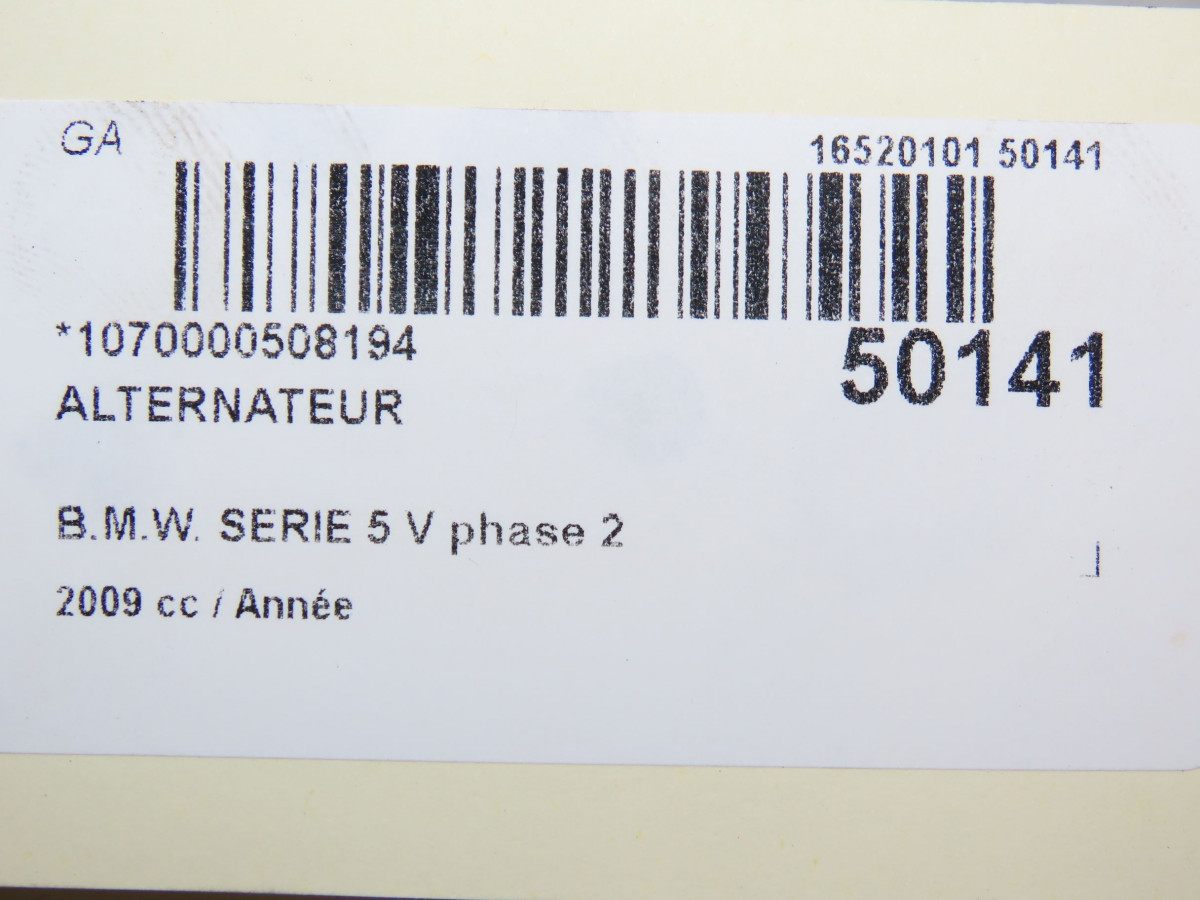 GA
16520101 50141
*1070000508194
50141
ALTERNATEUR
B.M.W. SERIE 5 V phase 2
2009 cc / Année